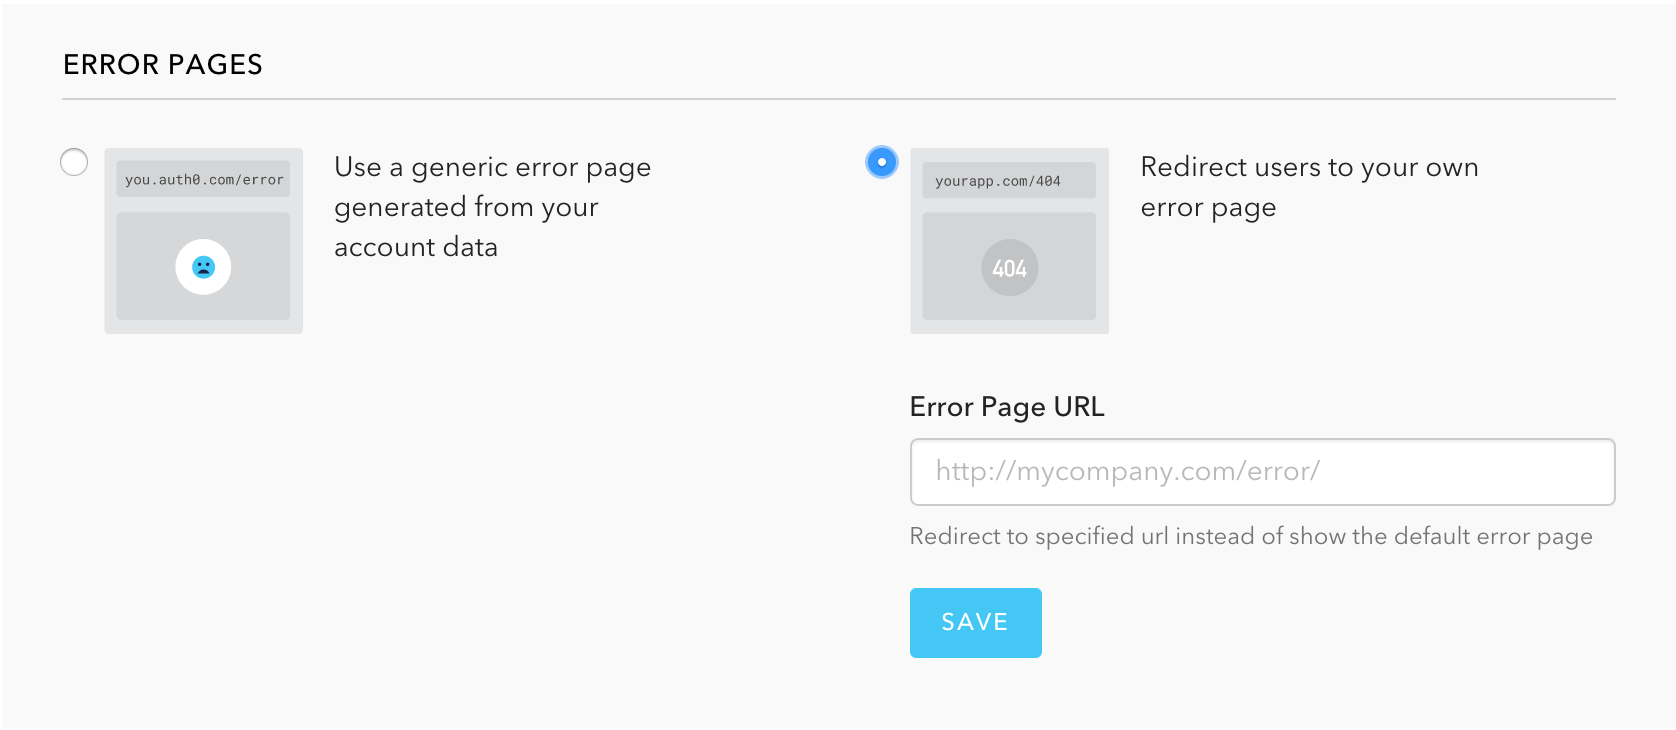 ERROR PAGES
you.auth0.com/error
Use a generic error page
generated from your
account data
yourapp.com/404
404
Redirect users to your own
error page
Error Page URL
http://mycompany.com/error/
Redirect to specified url instead of show the default error page
SAVE